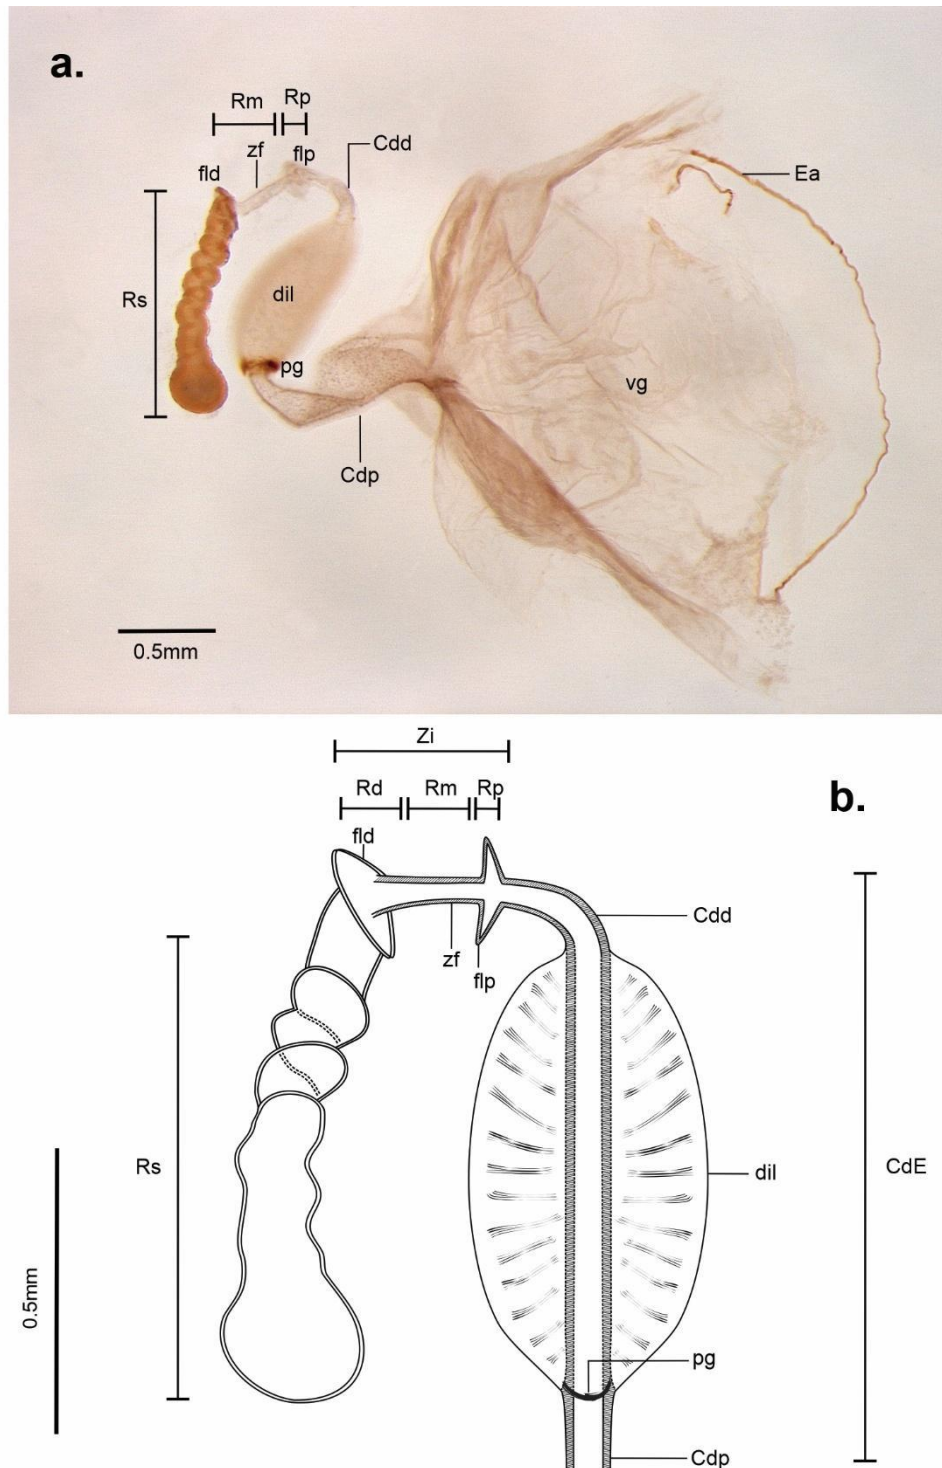 a.
Rm
Rp
zf
flp
Cdd
fld
Ea
Rs
dil
pg
vg
Cdp
0.5mm
Zi
b.
Rd
Rm
Rp
fld
Cdd
zf
flp
Rs
dil
CdE
0.5mm
pg
Cdp